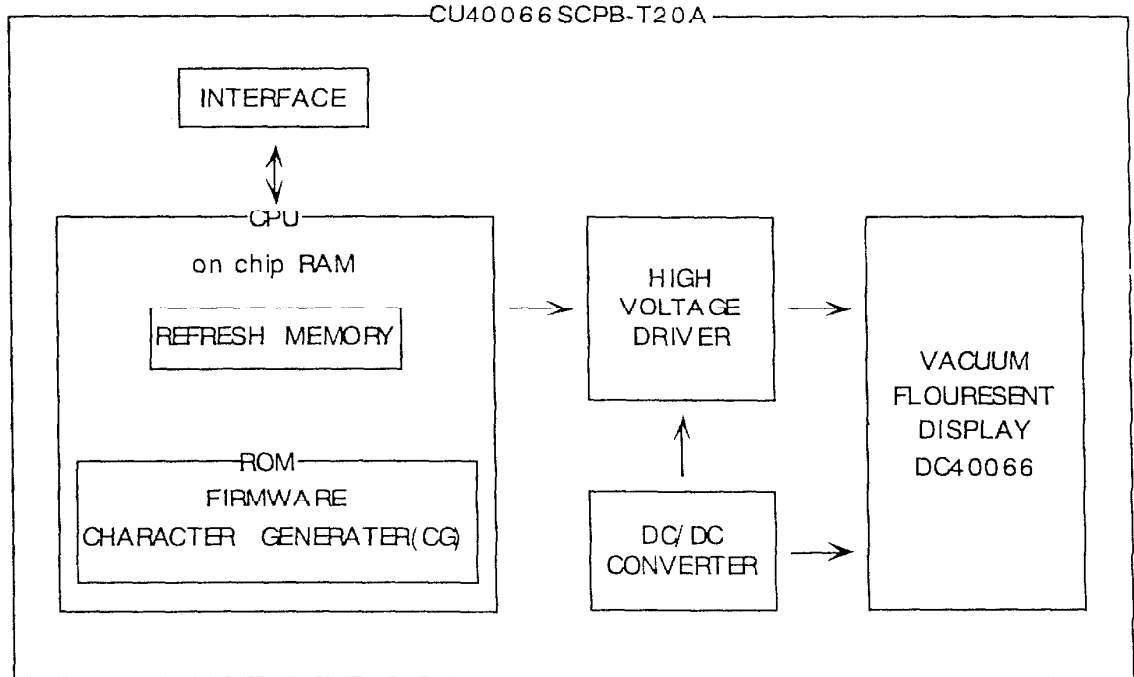 CU40066SCPB-T20A
INTERFACE
CPU
on chip RAM
REFRESH MEMORY
ROM
FIRMWARE
CHARACTER GENERATER(CG)
HIGH
VOLTAGE
DRIVER
DC/DC
CONVERTER
VACUUM
FLOURESENT
DISPLAY
DC40066